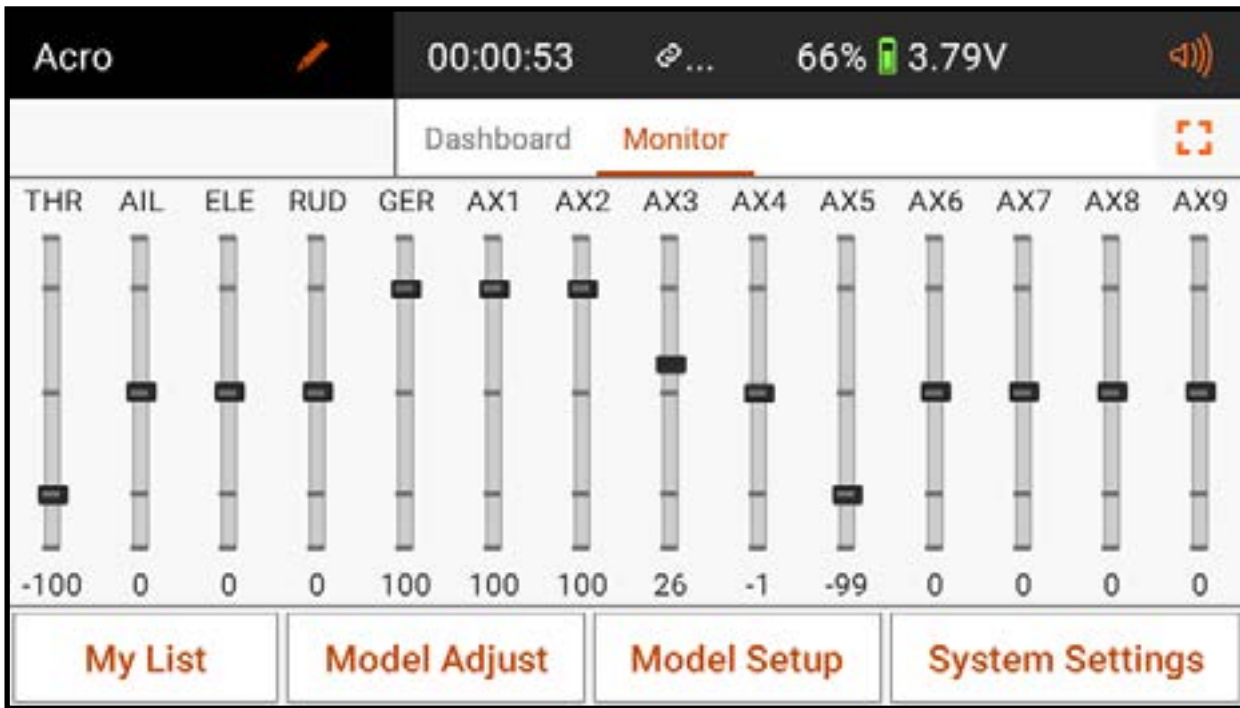 Acro 00:00:53 ... 66% 3.79V
Dashboard Monitor
THR AIL ELE RUD GER AX1 AX2 AX3 AX4 AX5 AX6 AX7 AX8 AX9
-100 0 0 0 100 100 100 26 -1 -99 0 0 0 0
My List Model Adjust Model Setup System Settings